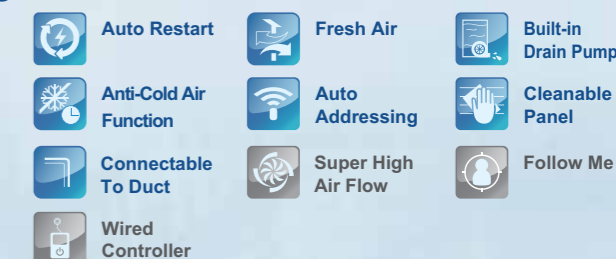 Auto Restart
Fresh Air
Built-in
Drain Pump
Anti-Cold Air
Function
Auto
Addressing
Cleanable
Panel
Connectable
To Duct
Super High
Air Flow
Follow Me
Wired
Controller